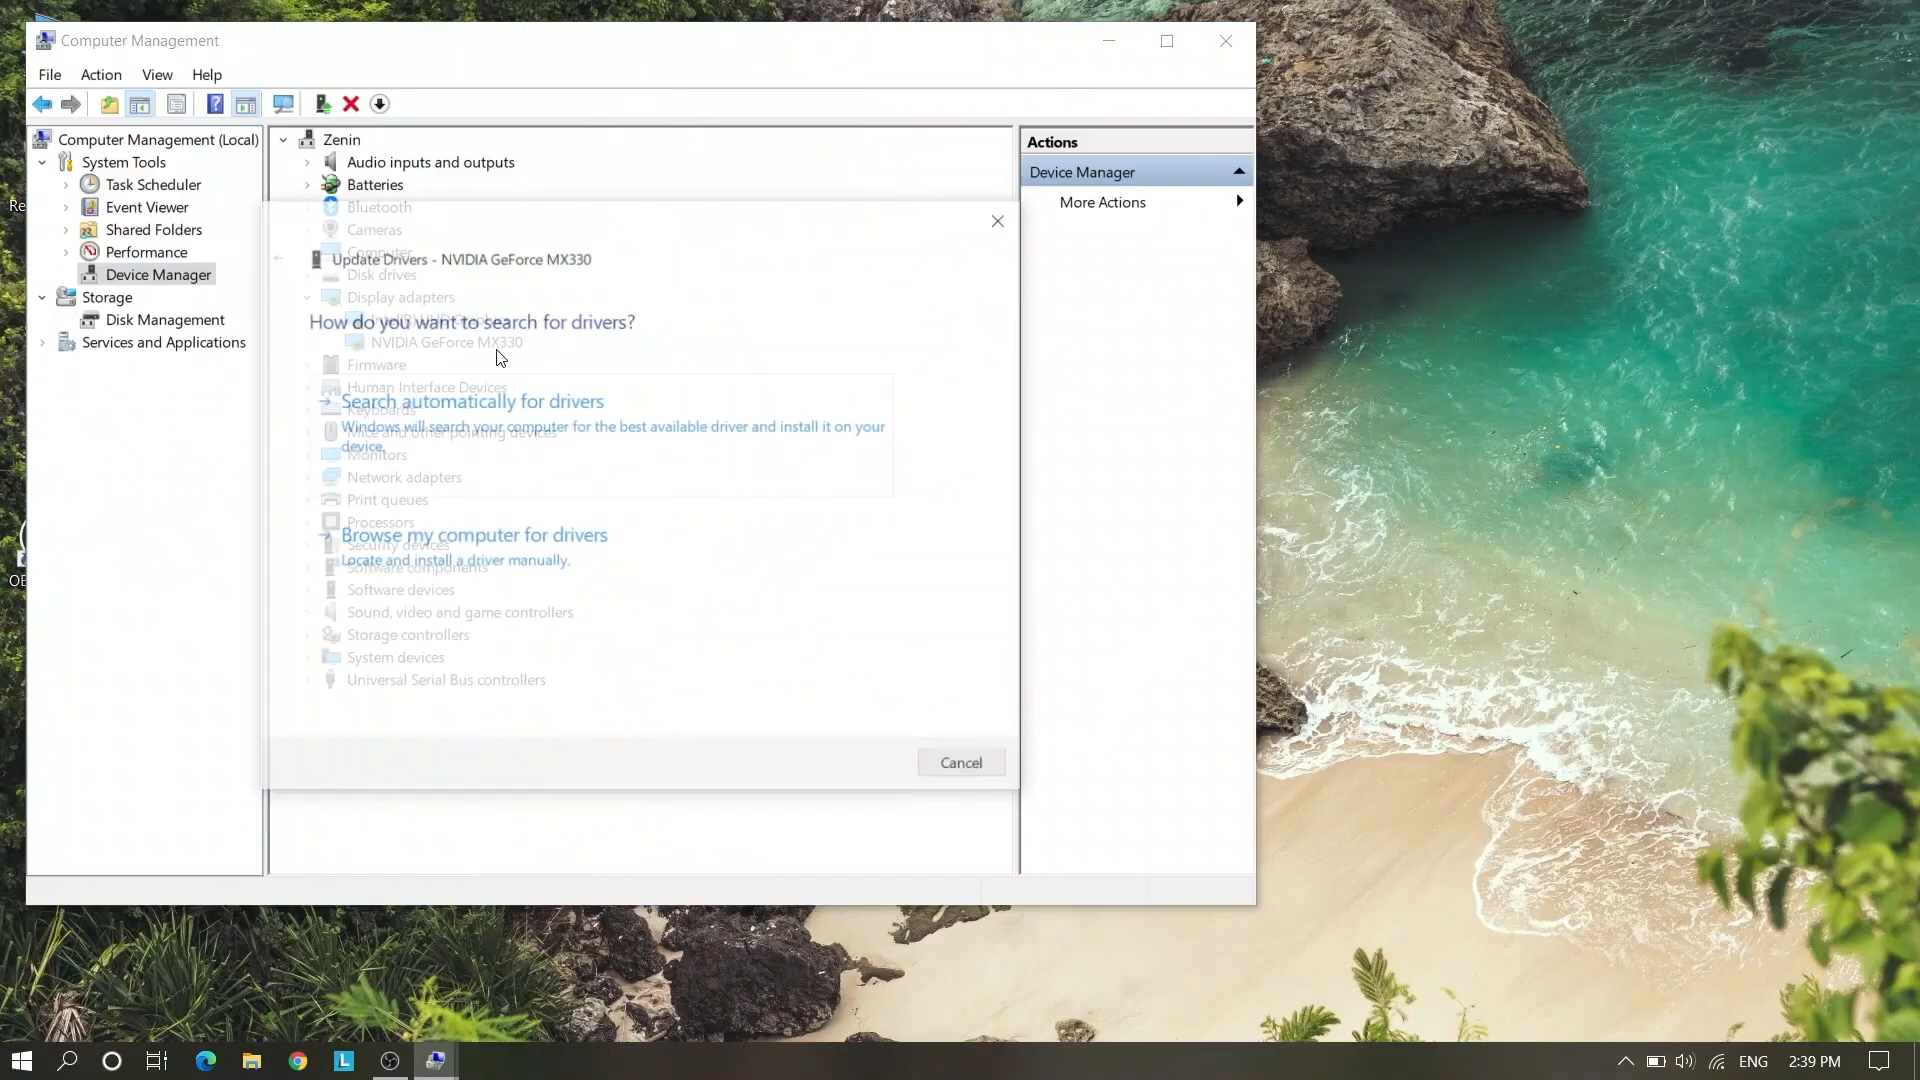 Computer Management
File Action View Help
Computer Management (Local)
System Tools
Task Scheduler
Event Viewer
Shared Folders
Performance
Device Manager
Storage
Disk Management
Services and Applications
Zenin
Audio inputs and outputs
Batteries
Bluetooth
Cameras
Computer
Disk drives
Display adapters
NVIDIA GeForce MX330
Firmware
Human Interface Devices
Keyboards
Mice and other pointing devices
Monitors
Network adapters
Print queues
Processors
Security devices
Software components
Software devices
Sound, video and game controllers
Storage controllers
System devices
Universal Serial Bus controllers
Update Drivers - NVIDIA GeForce MX330
How do you want to search for drivers?
Search automatically for drivers
Windows will search your computer for the best available driver and install it on your
device.
Browse my computer for drivers
Locate and install a driver manually.
Cancel
Actions
Device Manager
More Actions
Re
OB
ENG
2:39 PM